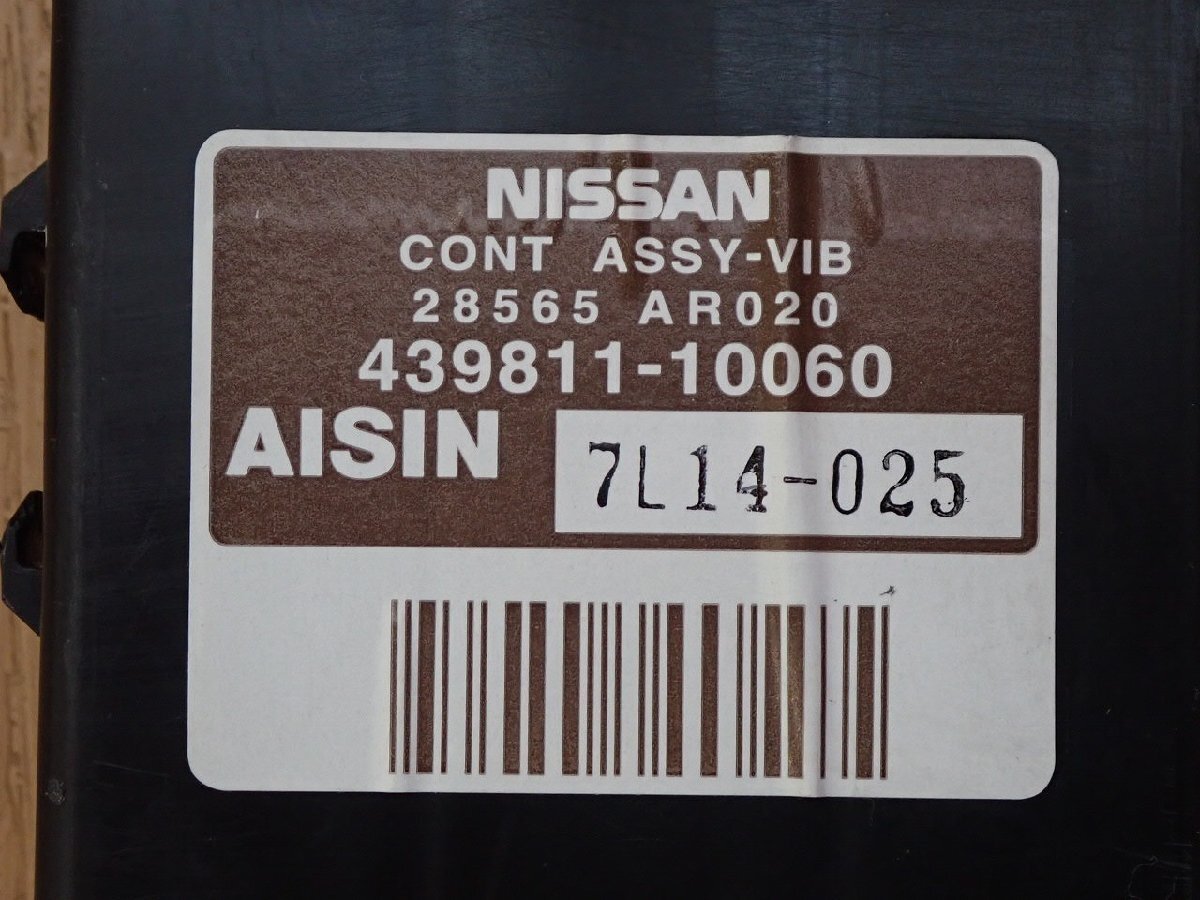 NISSAN
CONT ASSY-VIB
28565 AR020
439811-10060
AISIN
7L14-025